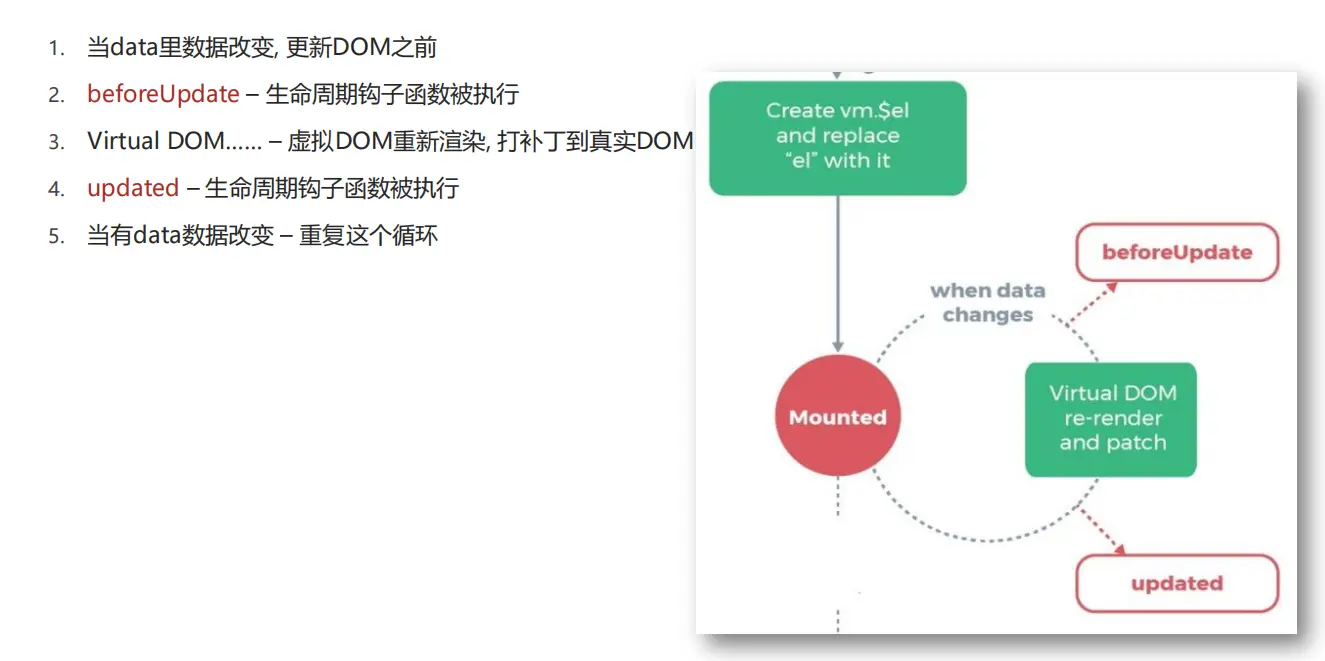 1. 当data里数据改变, 更新DOM之前
2. beforeUpdate – 生命周期钩子函数被执行
3. Virtual DOM…… – 虚拟DOM重新渲染, 打补丁到真实DOM
4. updated – 生命周期钩子函数被执行
5. 当有data数据改变 – 重复这个循环
Create vm.$el
and replace
“el” with it
beforeUpdate
when data
changes
Mounted
Virtual DOM
re-render
and patch
updated